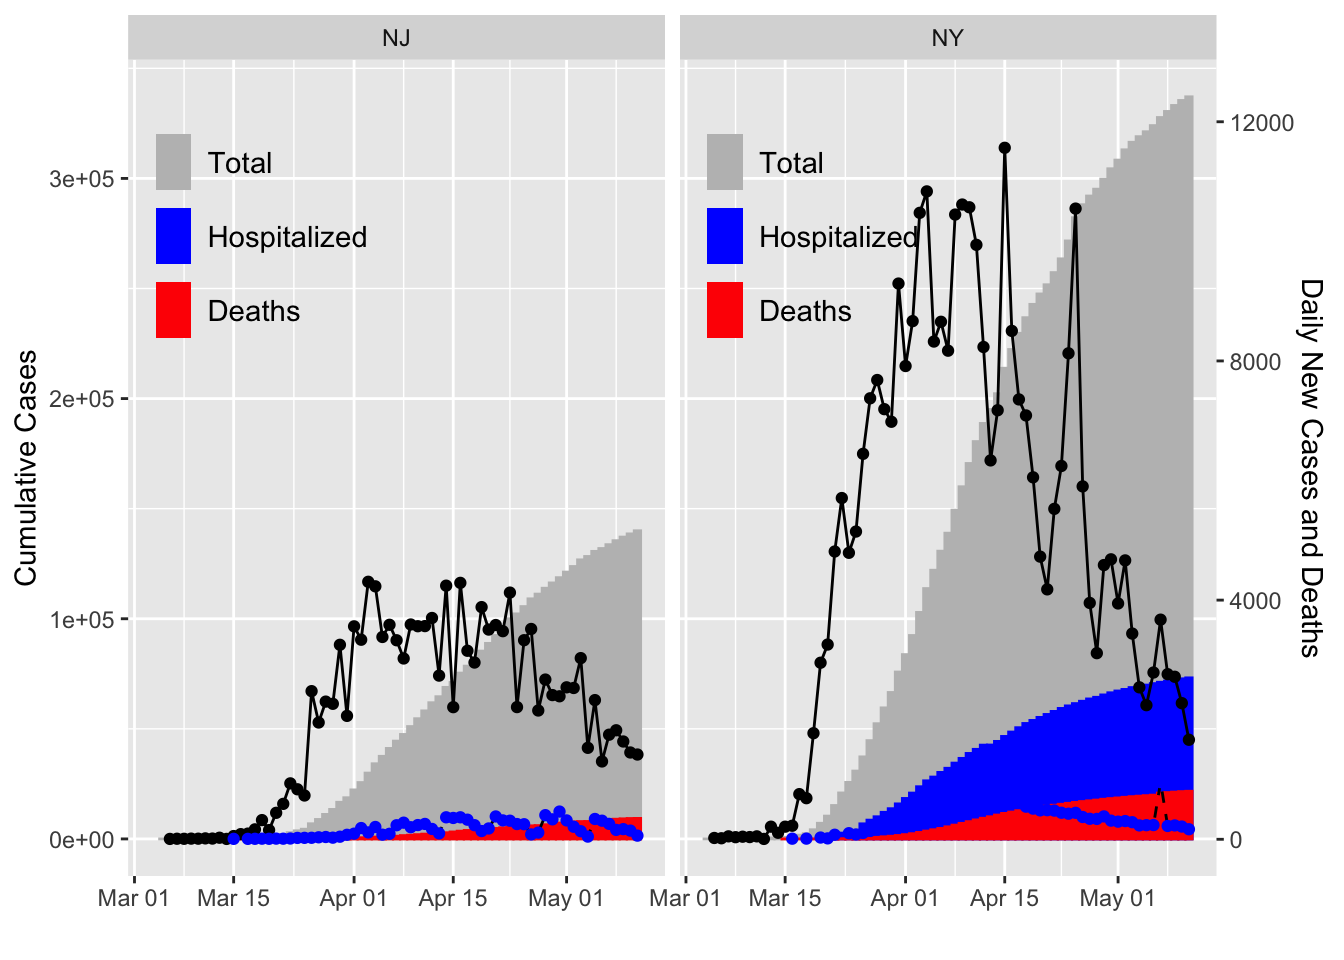 NJ
NY
Total
Hospitalized
Deaths
Total
Hospitalized
Deaths
Cumulative Cases
3e+05
2e+05
1e+05
0e+00
12000
8000
4000
0
Daily New Cases and Deaths
Mar 01
Mar 15
Apr 01
Apr 15
May 01
Mar 01
Mar 15
Apr 01
Apr 15
May 01